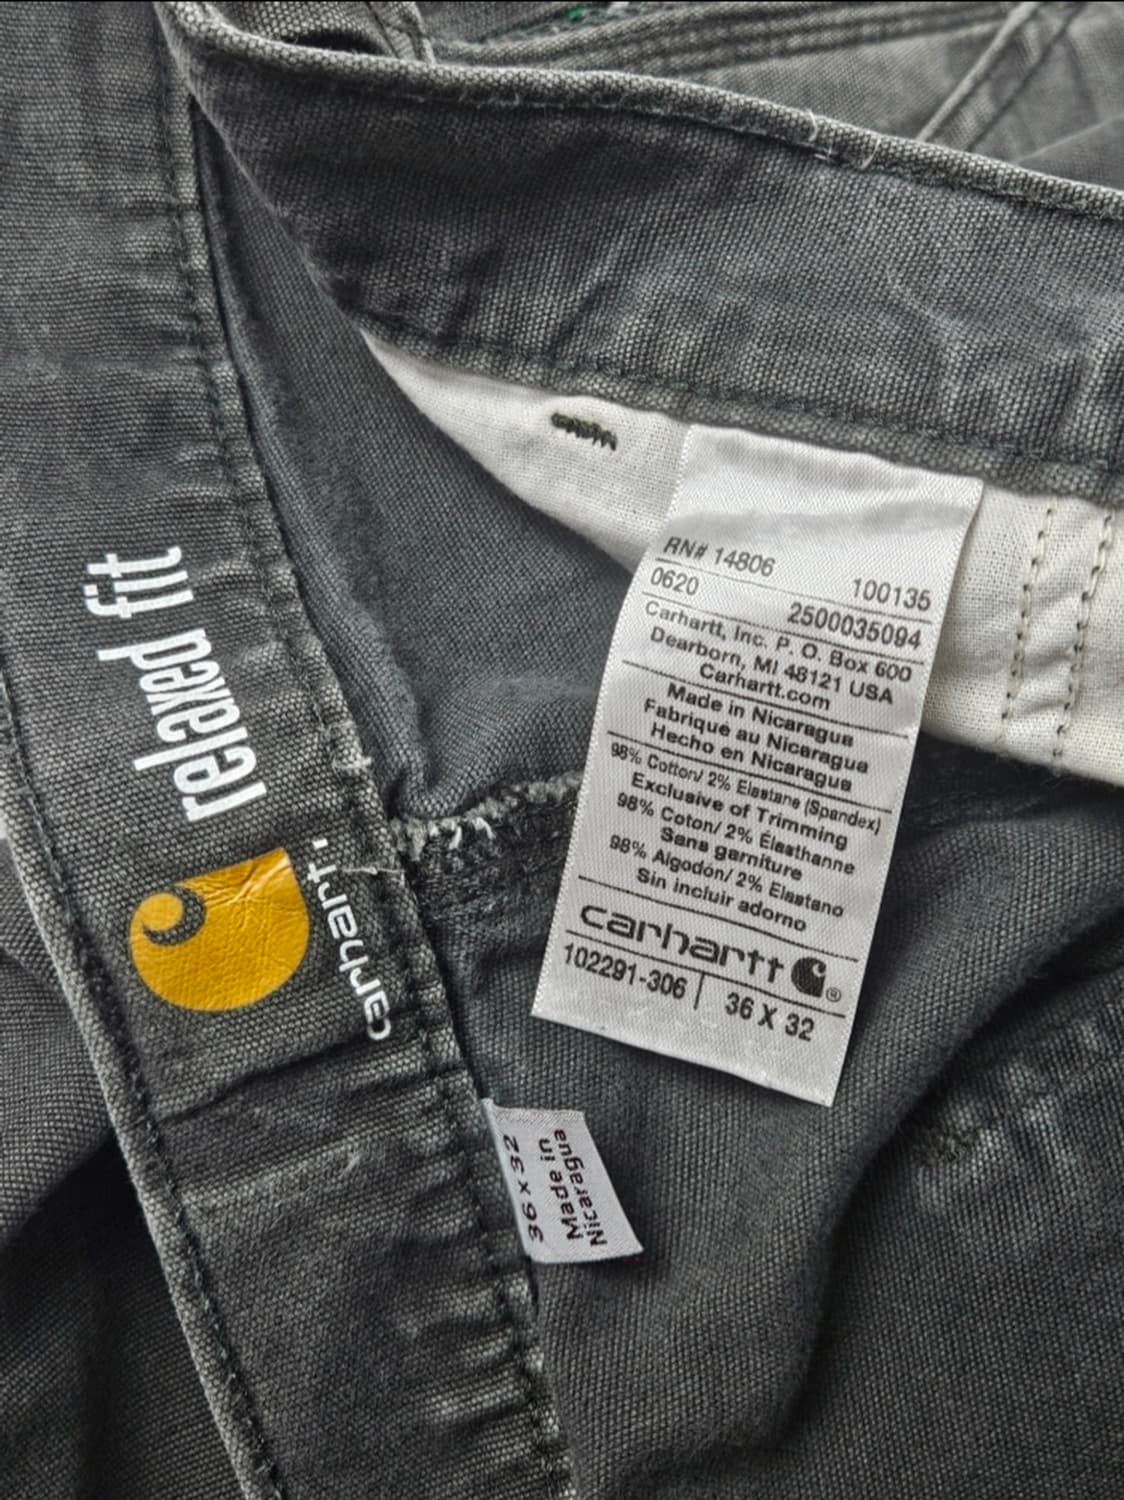 relaxed fit
carhartt
RN# 14806 100135
0620 2500035094
Carhartt, Inc. P. O. Box 600
Dearborn, MI 48121 USA
Carhartt.com
Made in Nicaragua
Fabriqué au Nicaragua
Hecho en Nicaragua
98% Cotton/ 2% Elastane (Spandex)
Exclusive of Trimming
98% Coton/ 2% Élasthanne
Sans garniture
98% Algodón/ 2% Elastano
Sin incluir adorno
carhartt ®
102291-306 | 36 X 32
36 x 32
Made in
Nicaragua